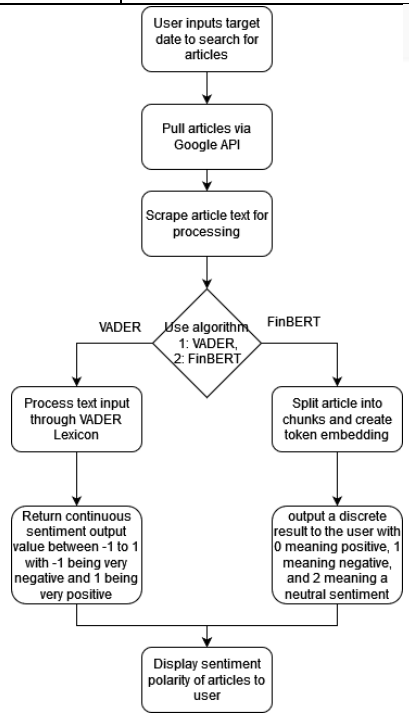 User inputs target
date to search for
articles
Pull articles via
Google API
Scrape article text for
processing
VADER
Use algorithm
1: VADER,
2: FinBERT
FinBERT
Process text input
through VADER
Lexicon
Split article into
chunks and create
token embedding
Return continuous
sentiment output
value between -1 to 1
with -1 being very
negative and 1 being
very positive
output a discrete
result to the user with
0 meaning positive, 1
meaning negative,
and 2 meaning a
neutral sentiment
Display sentiment
polarity of articles to
user